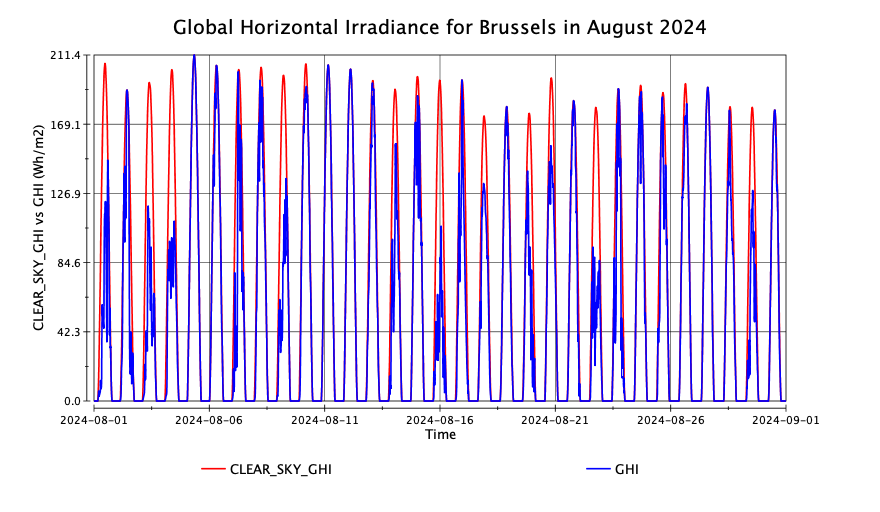 Global Horizontal Irradiance for Brussels in August 2024
CLEAR_SKY_GHI vs GHI (Wh/m2)
211.4
169.1
126.9
84.6
42.3
0.0
2024-08-01 2024-08-06 2024-08-11 2024-08-16 2024-08-21 2024-08-26 2024-09-01
Time
CLEAR_SKY_GHI GHI